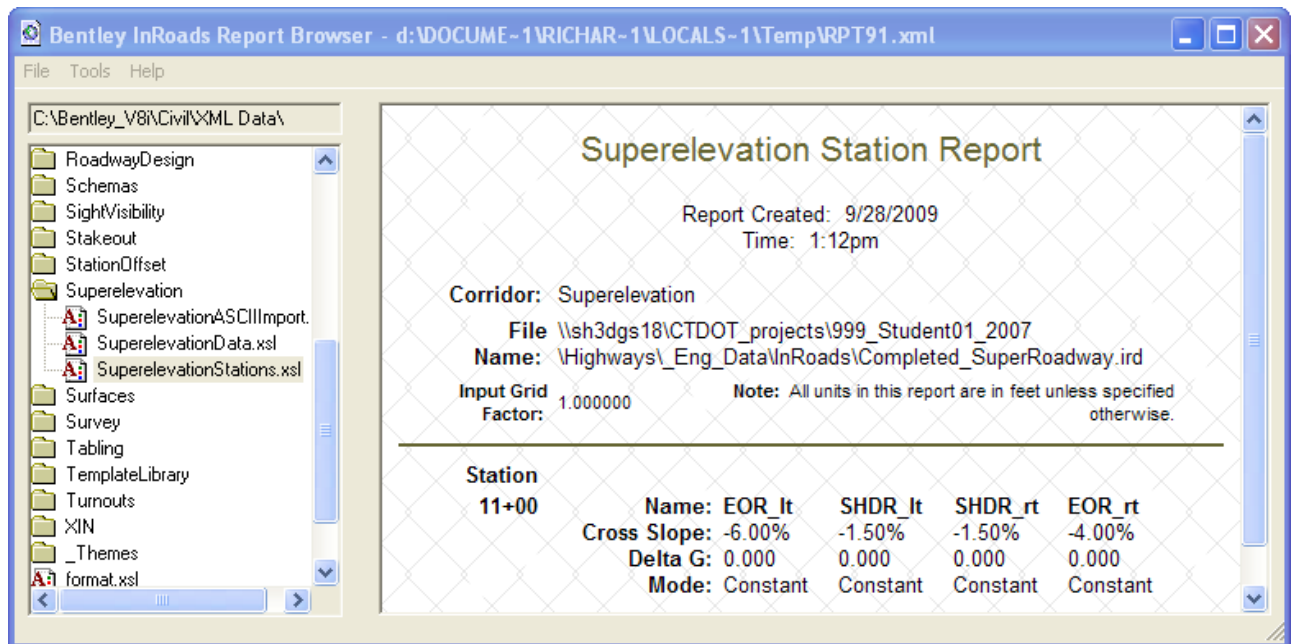 Bentley InRoads Report Browser - d:\DOCUME~1\RICHAR~1\LOCALS~1\Temp\RPT91.xml
File Tools Help
C:\Bentley_V8i\Civil\XML Data\
RoadwayDesign
Schemas
SightVisibility
Stakeout
StationOffset
Superelevation
SuperelevationASCIIImport.
SuperelevationData.xsl
SuperelevationStations.xsl
Surfaces
Survey
Tabling
TemplateLibrary
Turnouts
XIN
_Themes
format.xsl
Superelevation Station Report
Report Created: 9/28/2009
Time: 1:12pm
Corridor: Superelevation
File \\sh3dgs18\CTDOT_projects\999_Student01_2007
Name: \Highways\_Eng_Data\InRoads\Completed_SuperRoadway.ird
Input Grid Factor: 1.000000
Note: All units in this report are in feet unless specified
otherwise.
Station
11+00 Name: EOR_lt SHDR_lt SHDR_rt EOR_rt
Cross Slope: -6.00% -1.50% -1.50% -4.00%
Delta G: 0.000 0.000 0.000 0.000
Mode: Constant Constant Constant Constant